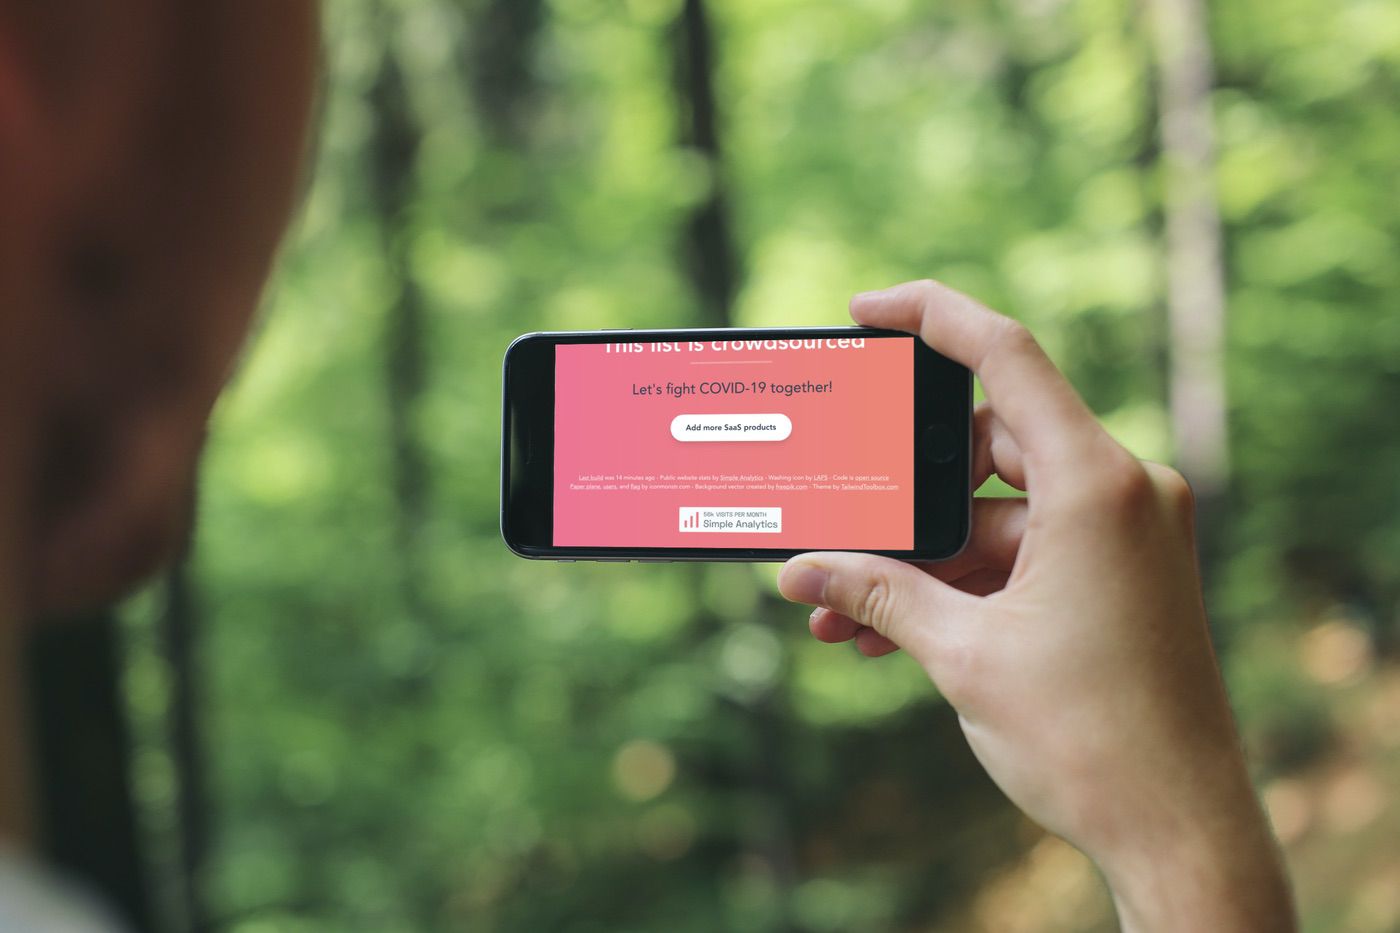 This list is crowdsourced
Let's fight COVID-19 together!
Add more SaaS products
Last build was 14 minutes ago · Public website stats by Simple Analytics · Washing icon by LAFS · Code is open source
Paper plane, users, and flag by iconmonstr.com · Background vector created by freepik.com · Theme by TailwindToolbox.com
56k VISITS PER MONTH
Simple Analytics